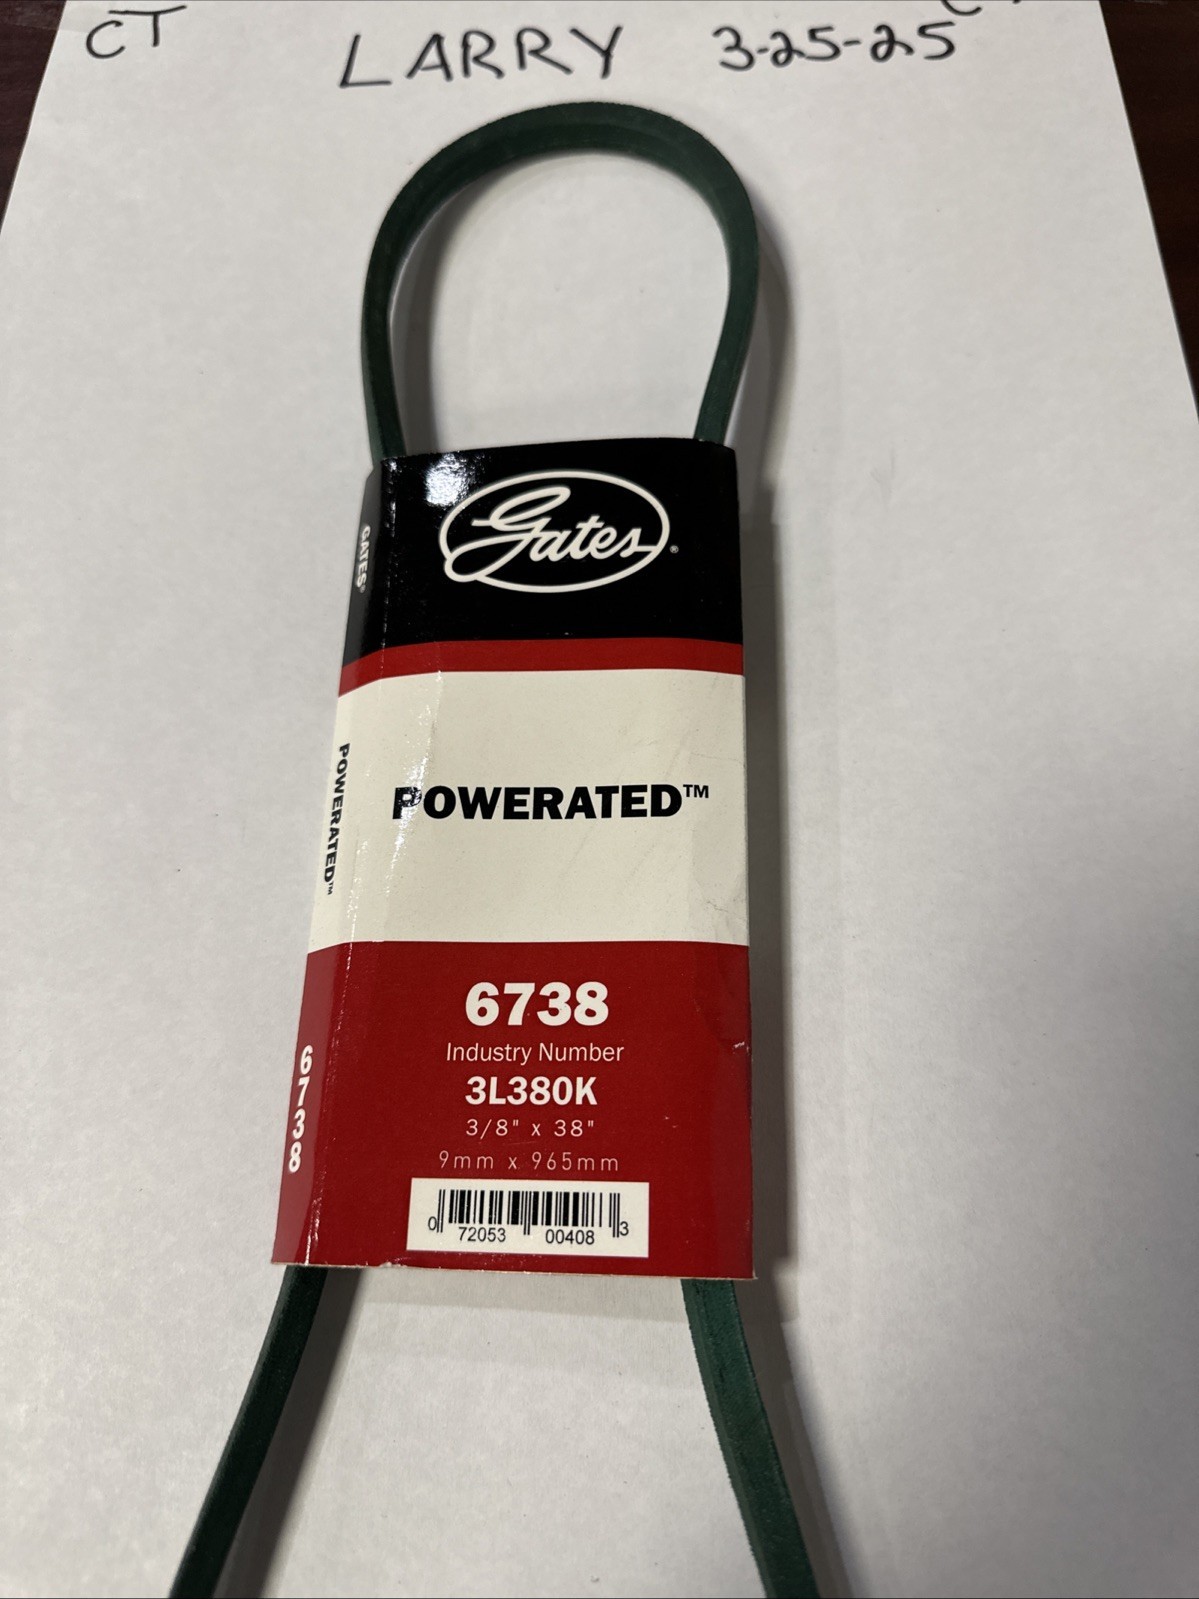 CT LARRY 3-25-25
Gates®
GATES®
POWERATED™
POWERATED™
6738
Industry Number
3L380K
3/8" x 38"
9mm x 965mm
6738
0 72053 00408 3